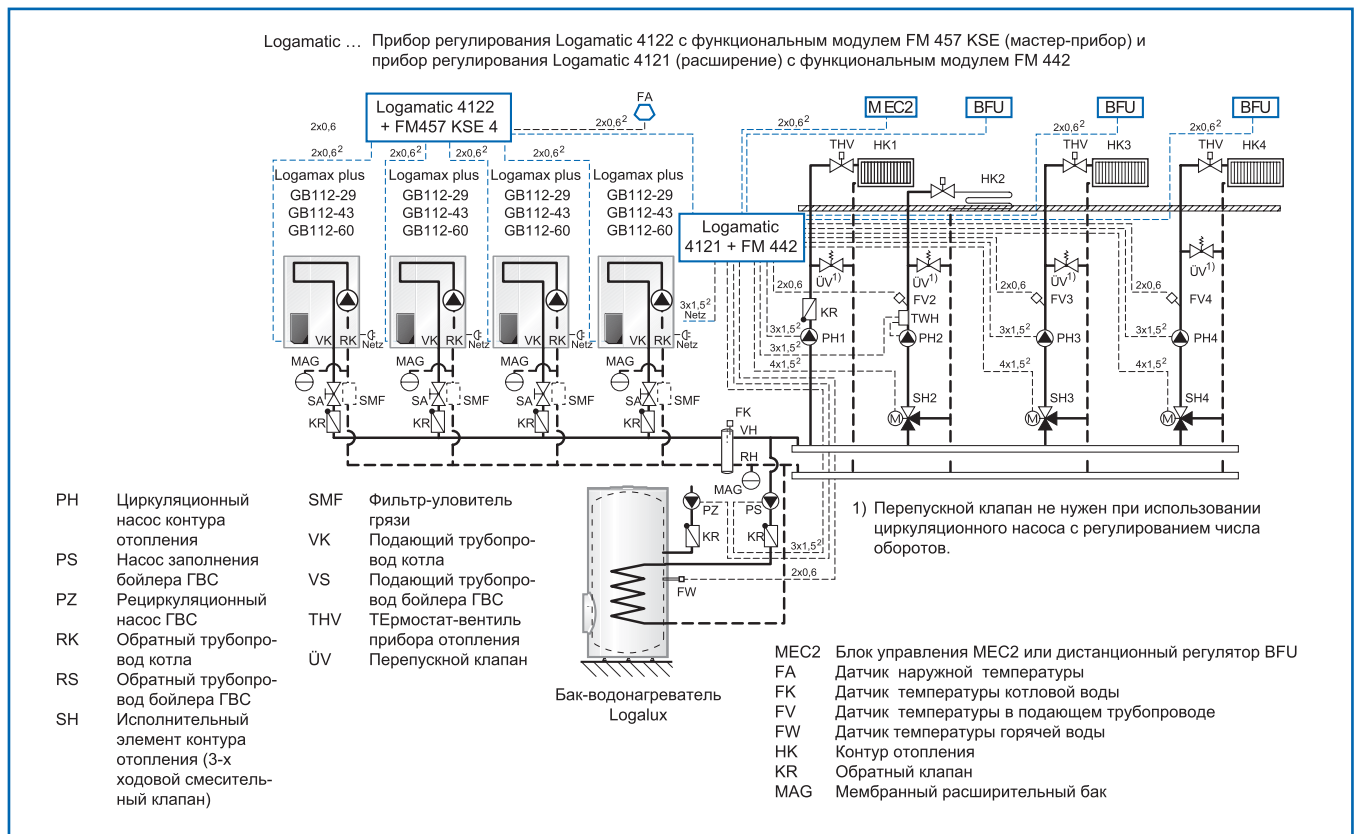 Logamatic … Прибор регулирования Logamatic 4122 с функциональным модулем FM 457 KSE (мастер-прибор) и
прибор регулирования Logamatic 4121 (расширение) с функциональным модулем FM 442
Logamatic 4122
+ FM457 KSE 4
FA
MEC2
BFU
BFU
BFU
2x0,6
2x0,6²
2x0,6²
2x0,6²
2x0,6²
2x0,6²
2x0,6²
2x0,6²
2x0,6²
2x0,6²
THV
HK1
HK2
THV
HK3
THV
HK4
Logamax plus
GB112-29
GB112-43
GB112-60
Logamax plus
GB112-29
GB112-43
GB112-60
Logamax plus
GB112-29
GB112-43
GB112-60
Logamax plus
GB112-29
GB112-43
GB112-60
Logamatic
4121 + FM 442
ÜV¹⁾
ÜV¹⁾
ÜV¹⁾
ÜV¹⁾
2x0,6
2x0,6
2x0,6
FV2
FV3
FV4
3x1,5²
Netz
KR
TWH
VK RK
Netz
VK RK
Netz
VK RK
Netz
VK RK
Netz
3x1,5²
PH1
PH2
3x1,5²
PH3
3x1,5²
PH4
3x1,5²
4x1,5²
4x1,5²
4x1,5²
MAG
MAG
MAG
MAG
SA
SMF
SA
SMF
SA
SMF
SA
SMF
KR
KR
KR
KR
SH2
SH3
SH4
M
M
M
FK
VH
RH
MAG
PZ
PS
KR
KR
3x1,5²
2x0,6
FW
Бак-водонагреватель
Logalux
PH Циркуляционный
насос контура
отопления
PS Насос заполнения
бойлера ГВС
PZ Рециркуляционный
насос ГВС
RK Обратный трубопро-
вод котла
RS Обратный трубопро-
вод бойлера ГВС
SH Исполнительный
элемент контура
отопления (3-х
ходовой смеситель-
ный клапан)
SMF Фильтр-уловитель
грязи
VK Подающий трубопро-
вод котла
VS Подающий трубопро-
вод бойлера ГВС
THV ТЕрмостат-вентиль
прибора отопления
ÜV Перепускной клапан
1) Перепускной клапан не нужен при использовании
циркуляционного насоса с регулированием числа
оборотов.
MEC2 Блок управления MEC2 или дистанционный регулятор BFU
FA Датчик наружной температуры
FK Датчик температуры котловой воды
FV Датчик температуры в подающем трубопроводе
FW Датчик температуры горячей воды
HK Контур отопления
KR Обратный клапан
MAG Мембранный расширительный бак